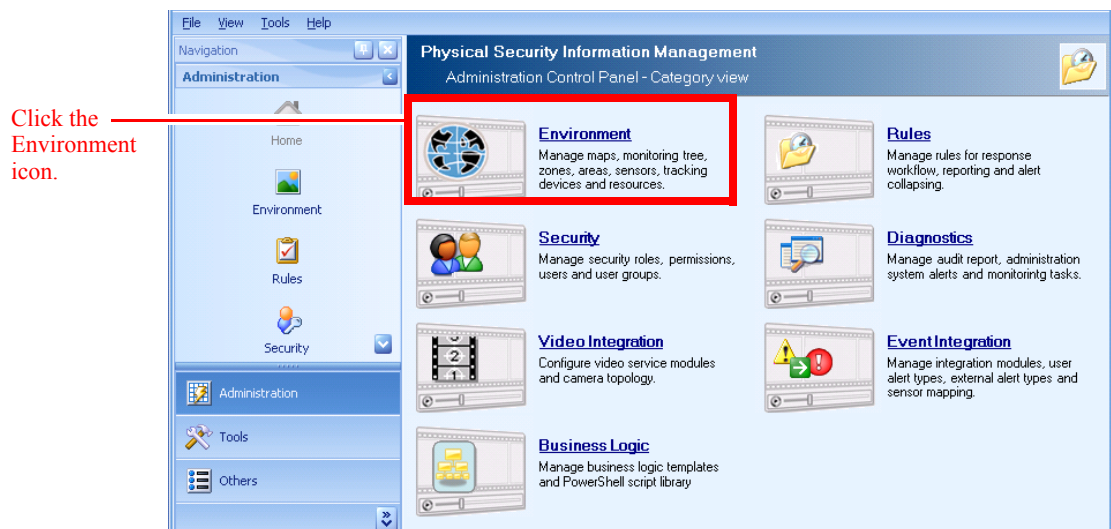 File View Tools Help
Navigation
Administration
Home
Environment
Rules
Security
Administration
Tools
Others
Click the
Environment
icon.
Physical Security Information Management
Administration Control Panel - Category view
Environment
Manage maps, monitoring tree,
zones, areas, sensors, tracking
devices and resources.
Rules
Manage rules for response
workflow, reporting and alert
collapsing.
Security
Manage security roles, permissions,
users and user groups.
Diagnostics
Manage audit report, administration
system alerts and monitorintg tasks.
Video Integration
Configure video service modules
and camera topology.
Event Integration
Manage integration modules, user
alert types, external alert types and
sensor mapping.
Business Logic
Manage business logic templates
and PowerShell script library